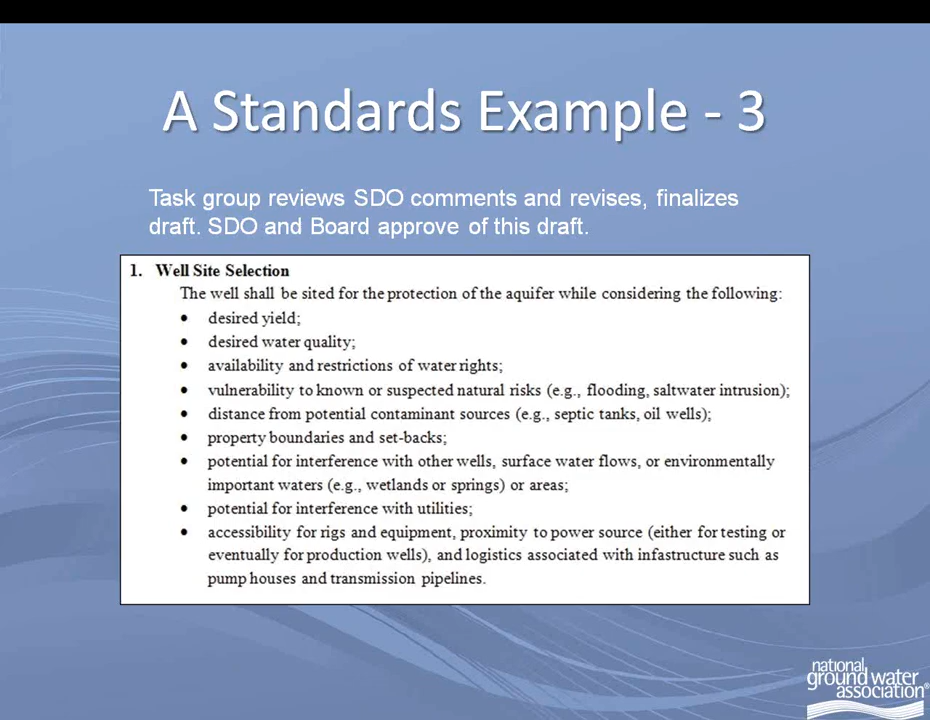 A Standards Example - 3
Task group reviews SDO comments and revises, finalizes
draft. SDO and Board approve of this draft.
1. Well Site Selection
The well shall be sited for the protection of the aquifer while considering the following:
• desired yield;
• desired water quality;
• availability and restrictions of water rights;
• vulnerability to known or suspected natural risks (e.g., flooding, saltwater intrusion);
• distance from potential contaminant sources (e.g., septic tanks, oil wells);
• property boundaries and set-backs;
• potential for interference with other wells, surface water flows, or environmentally
important waters (e.g., wetlands or springs) or areas;
• potential for interference with utilities;
• accessibility for rigs and equipment, proximity to power source (either for testing or
eventually for production wells), and logistics associated with infastructure such as
pump houses and transmission pipelines.
national
ground water
association®